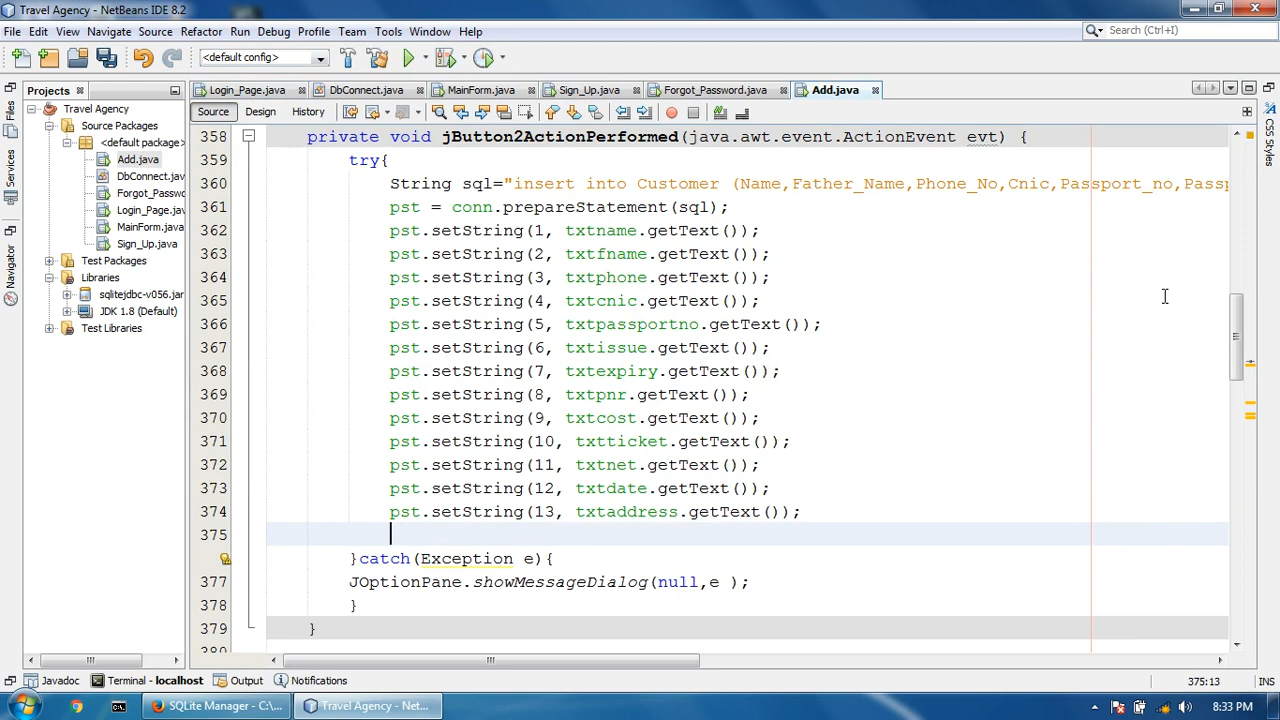 Travel Agency - NetBeans IDE 8.2
File Edit View Navigate Source Refactor Run Debug Profile Team Tools Window Help
Search (Ctrl+I)
<default config>
Projects
Login_Page.java DbConnect.java MainForm.java Sign_Up.java Forgot_Password.java Add.java
Source Design History
Files
Services
Navigator
CSS Styles
Travel Agency
Source Packages
<default package>
Add.java
DbConnect.java
Forgot_Passwo
Login_Page.java
MainForm.java
Sign_Up.java
Test Packages
Libraries
sqlitejdbc-v056.jar
JDK 1.8 (Default)
Test Libraries
358 private void jButton2ActionPerformed(java.awt.event.ActionEvent evt) {
359 try{
360 String sql="insert into Customer (Name,Father_Name,Phone_No,Cnic,Passport_no,Passp
361 pst = conn.prepareStatement(sql);
362 pst.setString(1, txtname.getText());
363 pst.setString(2, txtfname.getText());
364 pst.setString(3, txtphone.getText());
365 pst.setString(4, txtcnic.getText());
366 pst.setString(5, txtpassportno.getText());
367 pst.setString(6, txtissue.getText());
368 pst.setString(7, txtexpiry.getText());
369 pst.setString(8, txtpnr.getText());
370 pst.setString(9, txtcost.getText());
371 pst.setString(10, txtticket.getText());
372 pst.setString(11, txtnet.getText());
373 pst.setString(12, txtdate.getText());
374 pst.setString(13, txtaddress.getText());
375
}catch(Exception e){
377 JOptionPane.showMessageDialog(null,e );
378 }
379 }
380
Javadoc Terminal - localhost Output Notifications
375:13 INS
SQLite Manager - C:\... Travel Agency - Net...
8:33 PM